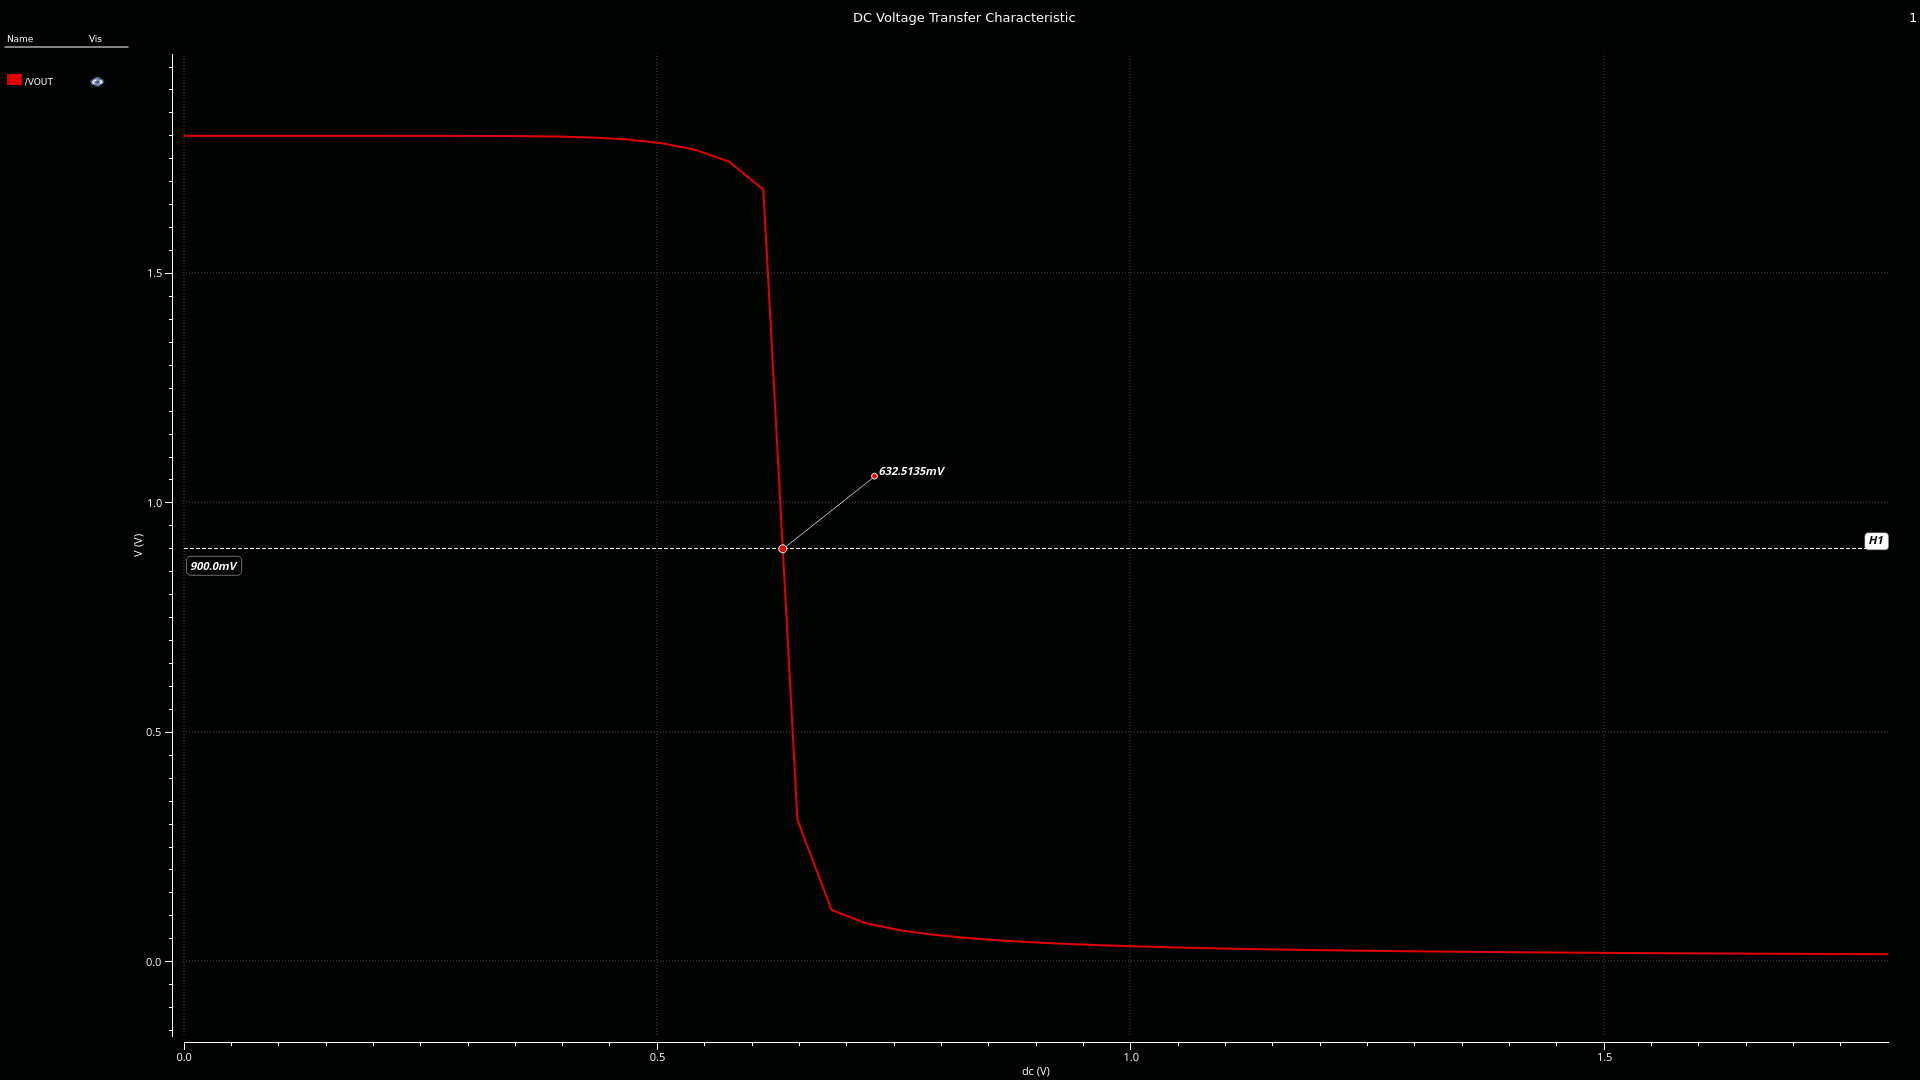 DC Voltage Transfer Characteristic
1
Name Vis
/VOUT
1.5
632.5135mV
1.0
V (V)
H1
900.0mV
0.5
0.0
0.0 0.5 1.0 1.5
dc (V)